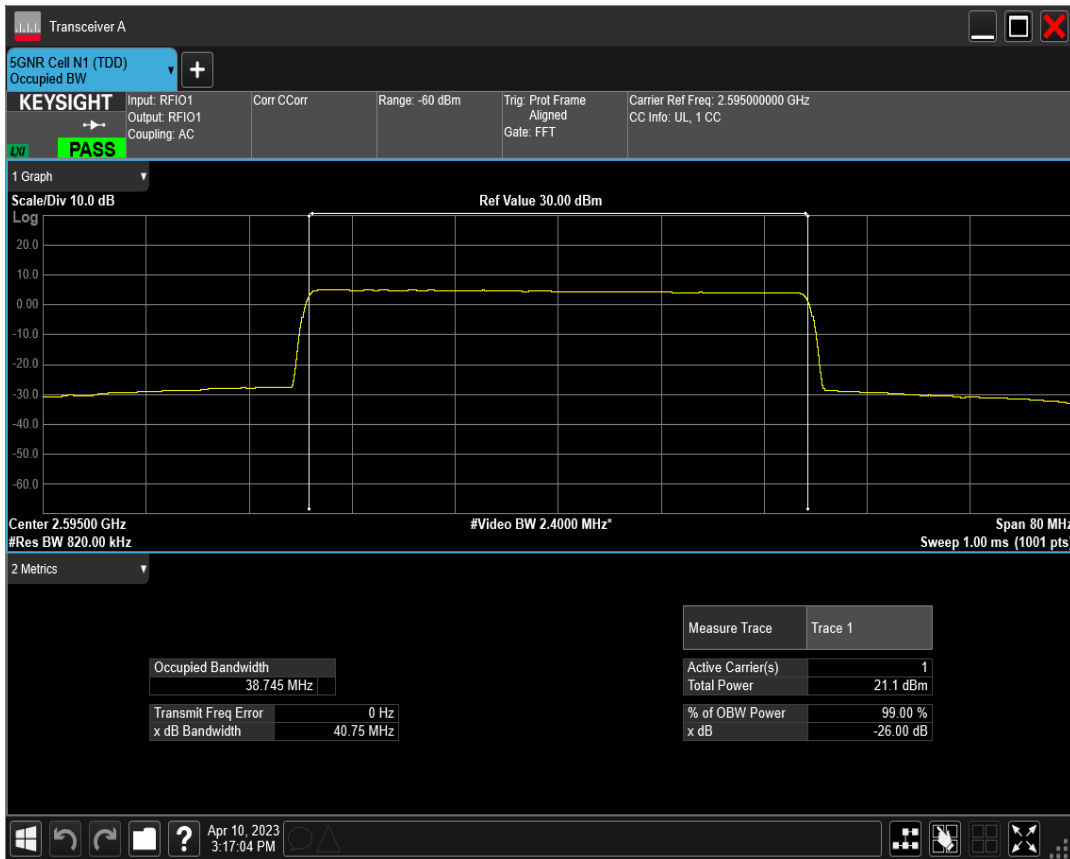 Transceiver A
5GNR Cell N1 (TDD)
Occupied BW
+
KEYSIGHT
LXI
PASS
Input: RFIO1
Output: RFIO1
Coupling: AC
Corr CCorr
Range: -60 dBm
Trig: Prot Frame
Aligned
Gate: FFT
Carrier Ref Freq: 2.595000000 GHz
CC Info: UL, 1 CC
1 Graph
Scale/Div 10.0 dB
Ref Value 30.00 dBm
Log
20.0
10.0
0.00
-10.0
-20.0
-30.0
-40.0
-50.0
-60.0
Center 2.59500 GHz
#Video BW 2.4000 MHz*
Span 80 MHz
#Res BW 820.00 kHz
Sweep 1.00 ms (1001 pts)
2 Metrics
Measure Trace Trace 1
Occupied Bandwidth
38.745 MHz
Active Carrier(s) 1
Total Power 21.1 dBm
Transmit Freq Error 0 Hz
x dB Bandwidth 40.75 MHz
% of OBW Power 99.00 %
x dB -26.00 dB
?
Apr 10, 2023
3:17:04 PM